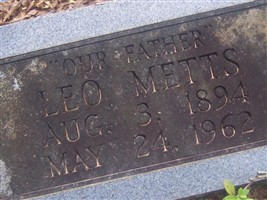 "OUR FATHER"
LEO METTS
AUG. 3, 1894
MAY 24, 1962